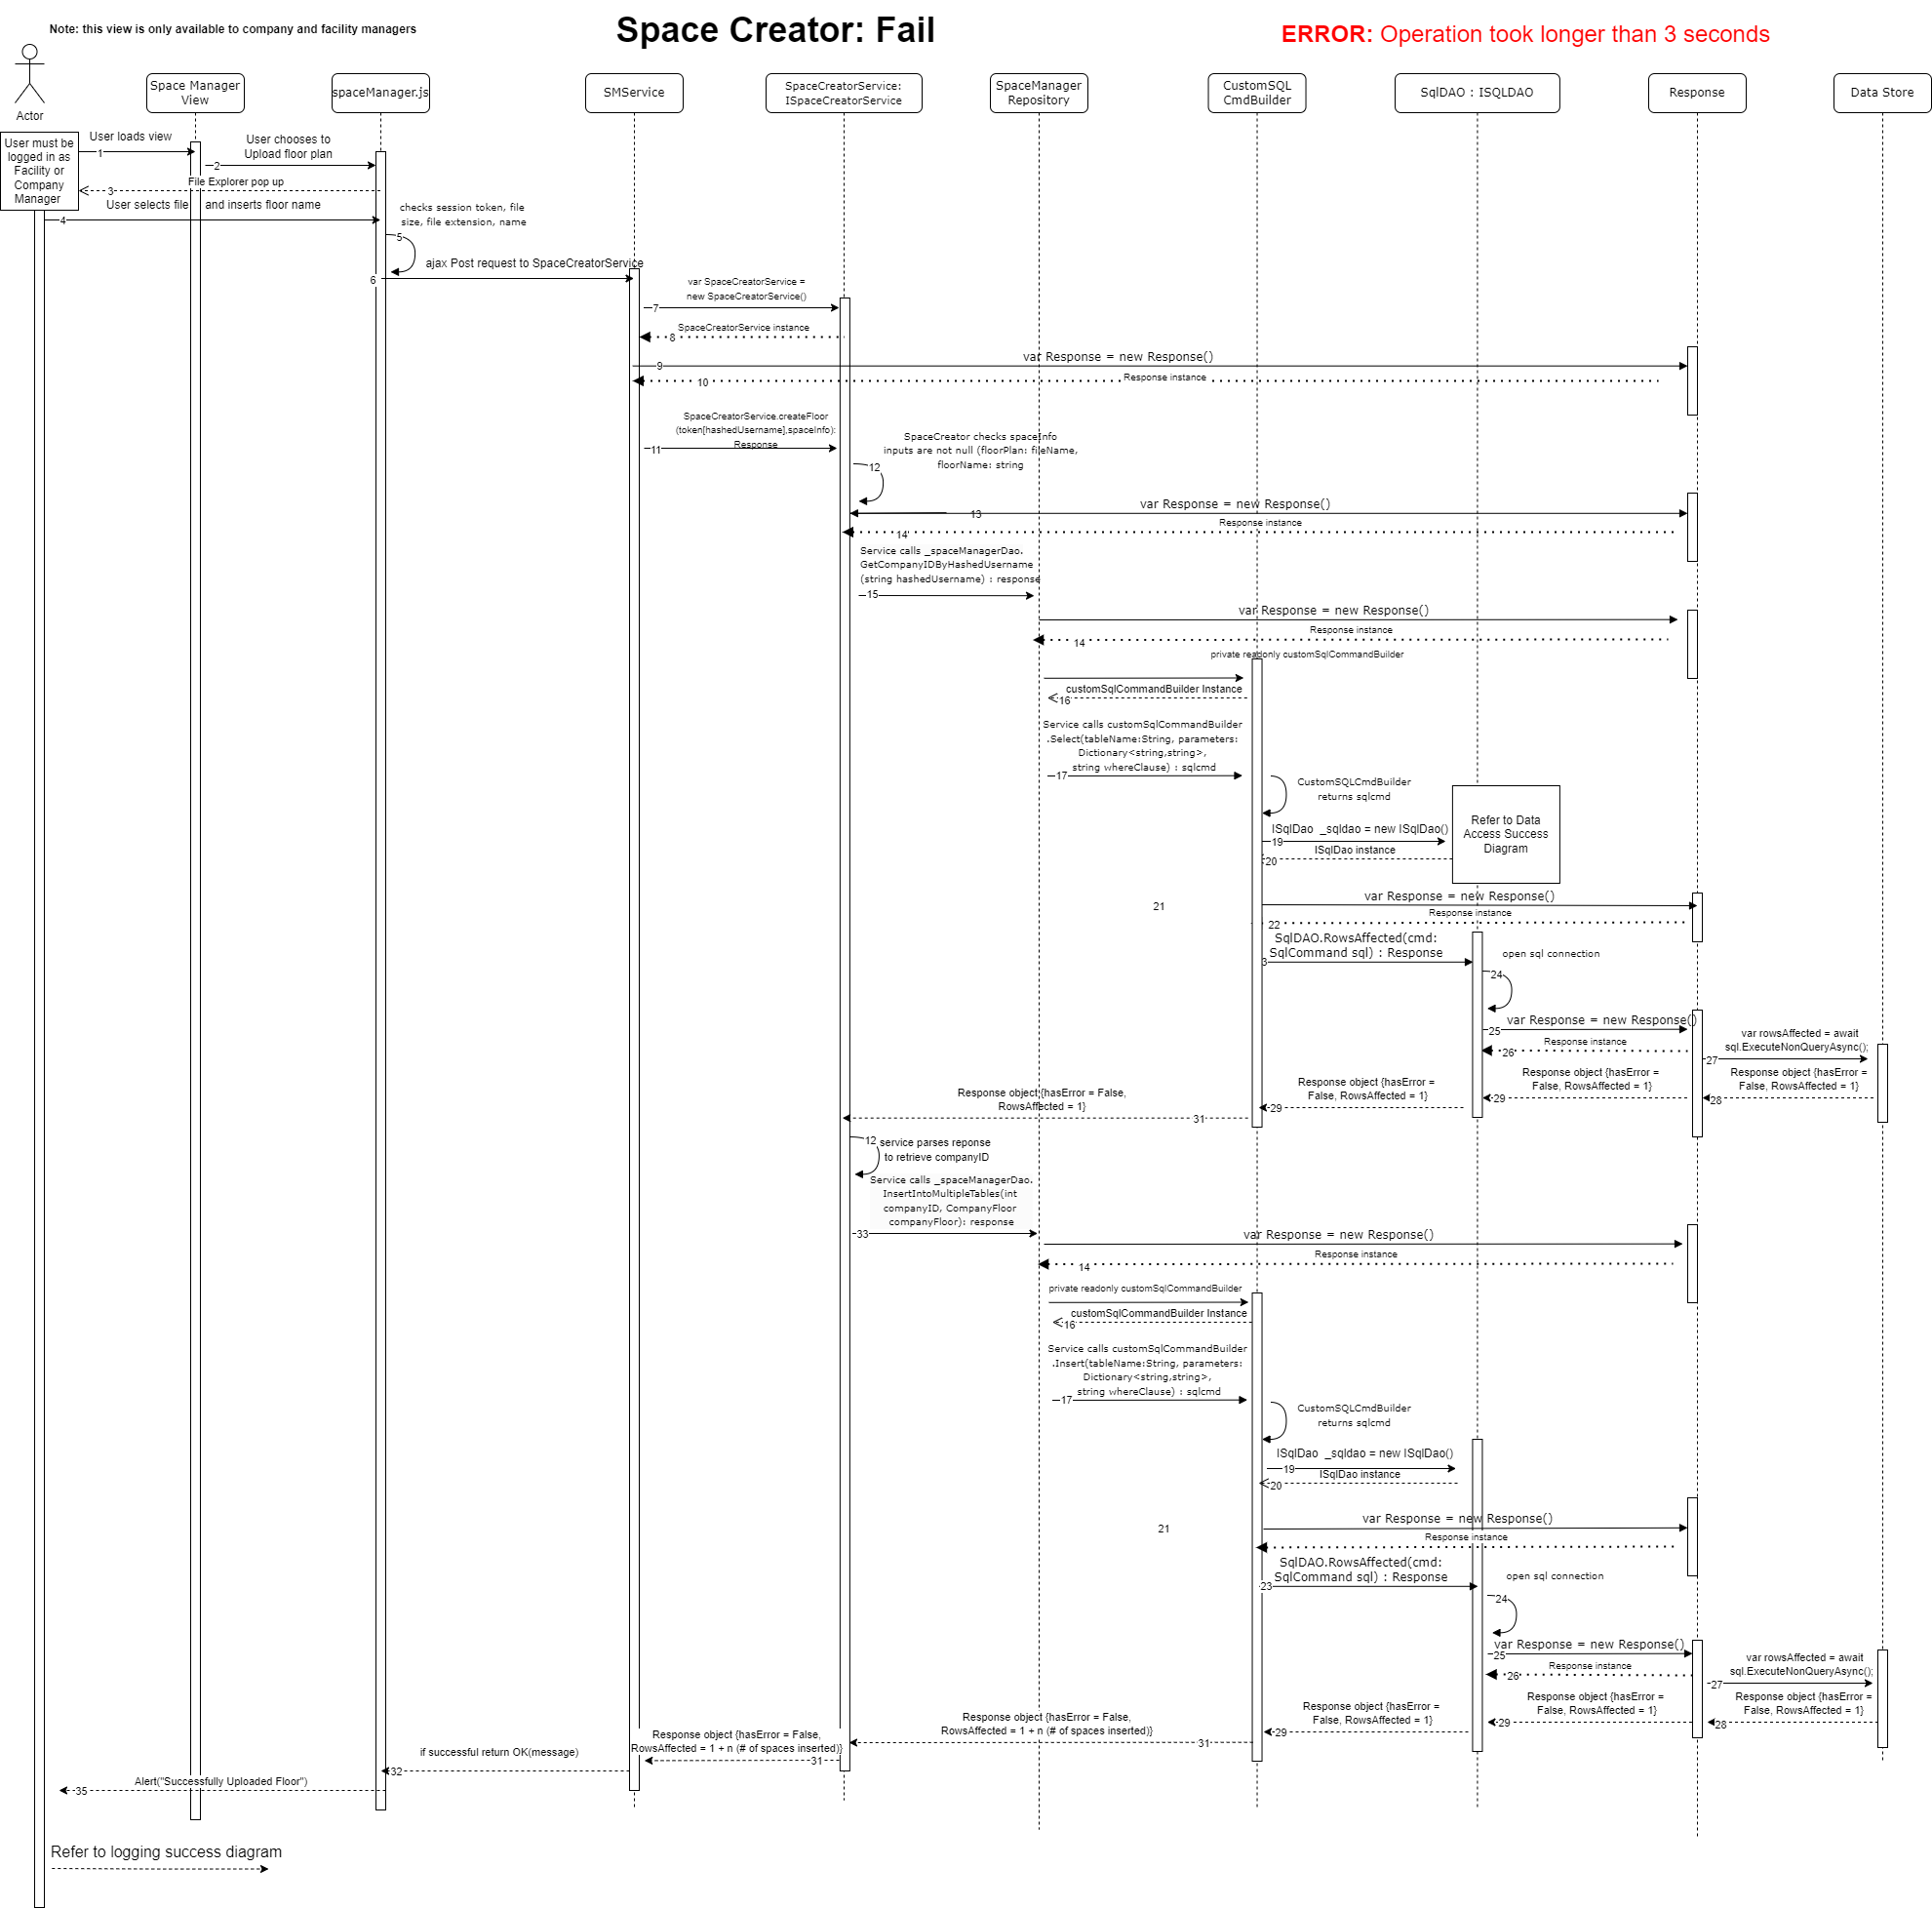 Note: this view is only available to company and facility managers
Space Creator: Fail
ERROR: Operation took longer than 3 seconds
Actor
Space Manager
View
spaceManager.js
SMService
SpaceCreatorService:
ISpaceCreatorService
SpaceManager
Repository
CustomSQL
CmdBuilder
SqlDAO : ISQLDAO
Response
Data Store
User must be
logged in as
Facility or
Company
Manager
User loads view
1
User chooses to
Upload floor plan
2
File Explorer pop up
3
User selects file and inserts floor name
4
checks session token, file
size, file extension, name
5
ajax Post request to SpaceCreatorService
6
var SpaceCreatorService =
new SpaceCreatorService()
7
SpaceCreatorService instance
8
var Response = new Response()
9
Response instance
10
SpaceCreatorService.createFloor
(token[hashedUsername],spaceInfo):
Response
11
SpaceCreator checks spaceInfo
inputs are not null (floorPlan: fileName,
floorName: string
12
var Response = new Response()
13
Response instance
14
Service calls _spaceManagerDao.
GetCompanyIDByHashedUsername
(string hashedUsername) : response
15
var Response = new Response()
Response instance
14
private readonly customSqlCommandBuilder
customSqlCommandBuilder Instance
16
Service calls customSqlCommandBuilder
.Select(tableName:String, parameters:
Dictionary<string,string>,
string whereClause) : sqlcmd
17
CustomSQLCmdBuilder
returns sqlcmd
Refer to Data
Access Success
Diagram
ISqlDao _sqldao = new ISqlDao()
19
ISqlDao instance
20
var Response = new Response()
21
Response instance
22
SqlDAO.RowsAffected(cmd:
SqlCommand sql) : Response
3
open sql connection
24
var Response = new Response()
25
Response instance
26
var rowsAffected = await
sql.ExecuteNonQueryAsync();
27
Response object {hasError =
False, RowsAffected = 1}
28
Response object {hasError =
False, RowsAffected = 1}
29
Response object {hasError =
False, RowsAffected = 1}
29
Response object {hasError = False,
RowsAffected = 1}
31
12
service parses reponse
to retrieve companyID
Service calls _spaceManagerDao.
InsertIntoMultipleTables(int
companyID, CompanyFloor
companyFloor): response
33
var Response = new Response()
Response instance
14
private readonly customSqlCommandBuilder
customSqlCommandBuilder Instance
16
Service calls customSqlCommandBuilder
.Insert(tableName:String, parameters:
Dictionary<string,string>,
string whereClause) : sqlcmd
17
CustomSQLCmdBuilder
returns sqlcmd
ISqlDao _sqldao = new ISqlDao()
19
ISqlDao instance
20
var Response = new Response()
21
Response instance
SqlDAO.RowsAffected(cmd:
SqlCommand sql) : Response
23
open sql connection
24
var Response = new Response()
25
Response instance
26
var rowsAffected = await
sql.ExecuteNonQueryAsync();
27
Response object {hasError =
False, RowsAffected = 1}
28
Response object {hasError =
False, RowsAffected = 1}
29
Response object {hasError =
False, RowsAffected = 1}
29
Response object {hasError = False,
RowsAffected = 1 + n (# of spaces inserted)}
31
Response object {hasError = False,
RowsAffected = 1 + n (# of spaces inserted)}
31
if successful return OK(message)
32
Alert("Successfully Uploaded Floor")
35
Refer to logging success diagram